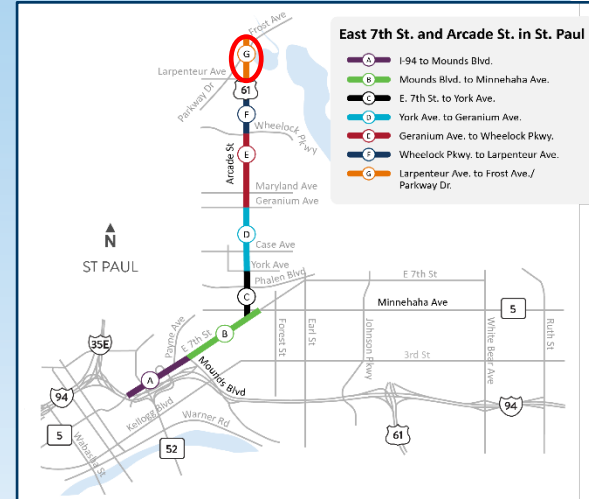 East 7th St. and Arcade St. in St. Paul
A I-94 to Mounds Blvd.
B Mounds Blvd. to Minnehaha Ave.
C E. 7th St. to York Ave.
D York Ave. to Geranium Ave.
E Geranium Ave. to Wheelock Pkwy.
F Wheelock Pkwy. to Larpenteur Ave.
G Larpenteur Ave. to Frost Ave./
Parkway Dr.
Frost Ave
G
Larpenteur Ave
Parkway Dr
61
F
Wheelock Pkwy
Arcade St
E
Maryland Ave
Geranium Ave
N
ST PAUL
D
Case Ave
York Ave
Phalen Blvd
E 7th St
C
Minnehaha Ave
5
Payne Ave
E 7th St
B
Forest St
Earl St
Johnson Pkwy
White Bear Ave
Ruth St
35E
3rd St
Mounds Blvd
A
94
Kellogg Blvd
Warner Rd
94
5
Wabasha St
52
61